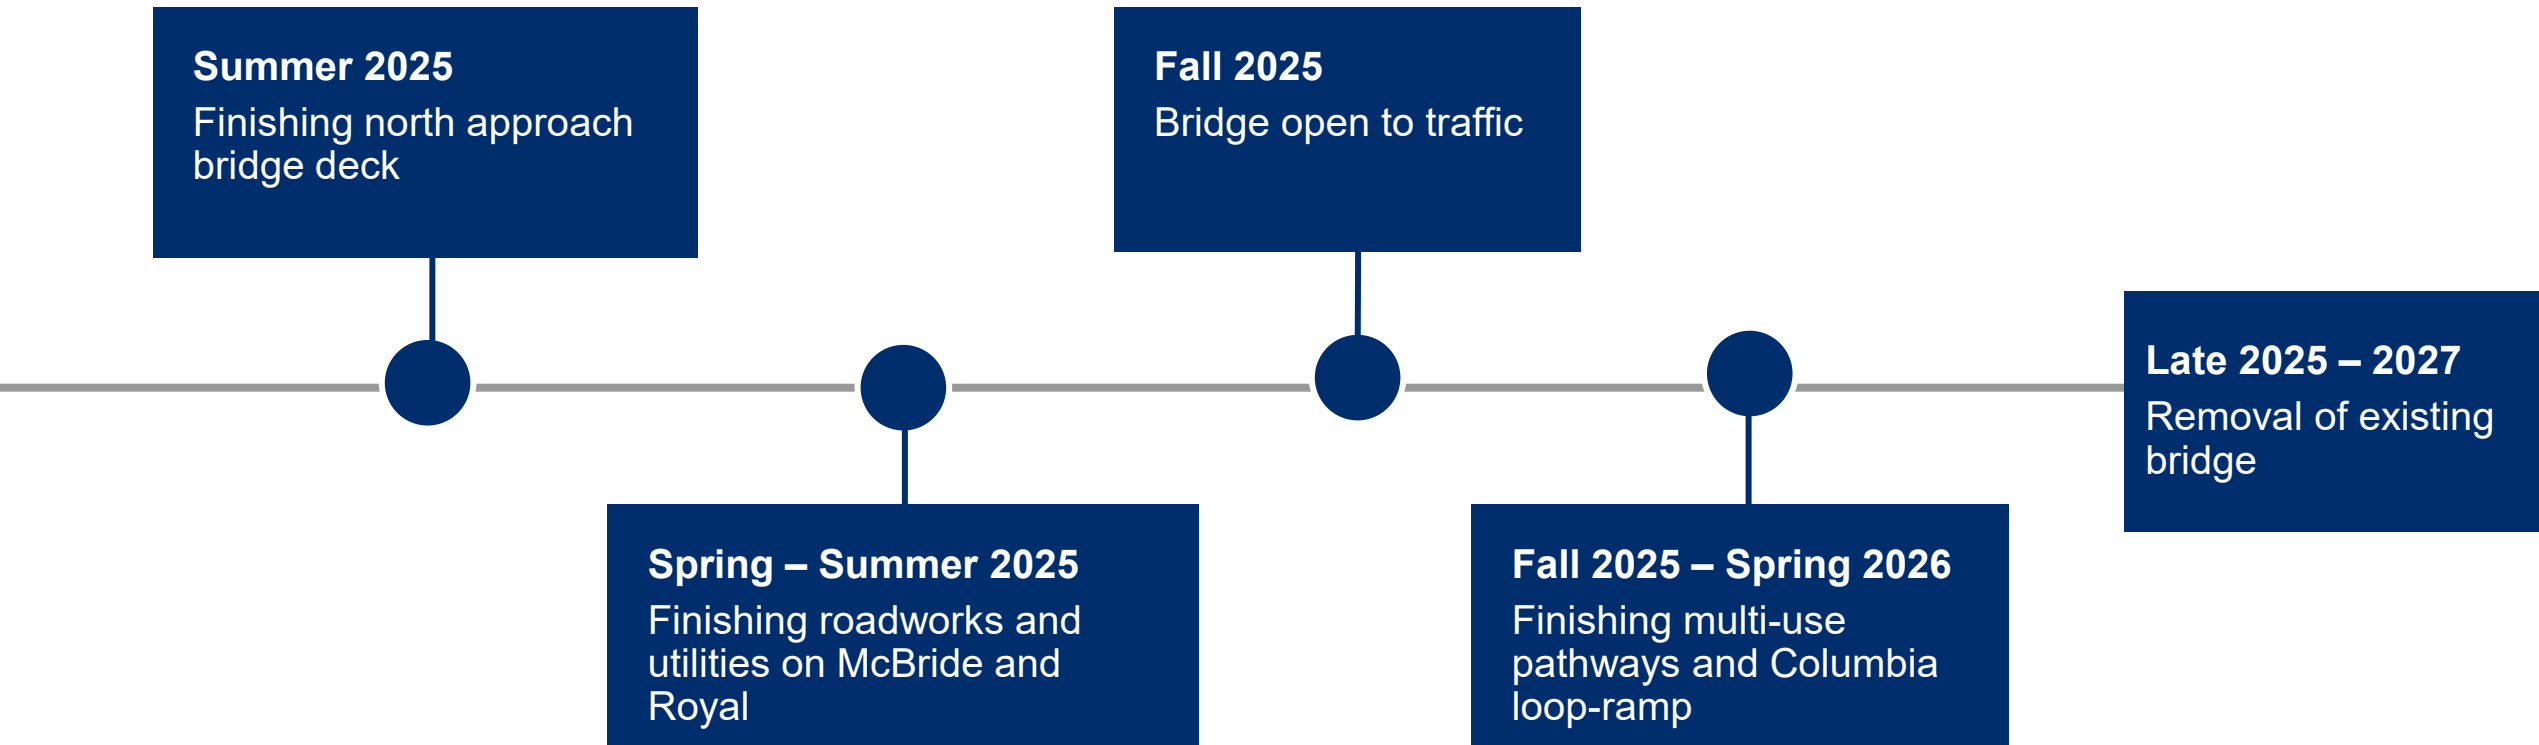 Summer 2025
Finishing north approach
bridge deck
Spring – Summer 2025
Finishing roadworks and
utilities on McBride and
Royal
Fall 2025
Bridge open to traffic
Fall 2025 – Spring 2026
Finishing multi-use
pathways and Columbia
loop-ramp
Late 2025 – 2027
Removal of existing
bridge